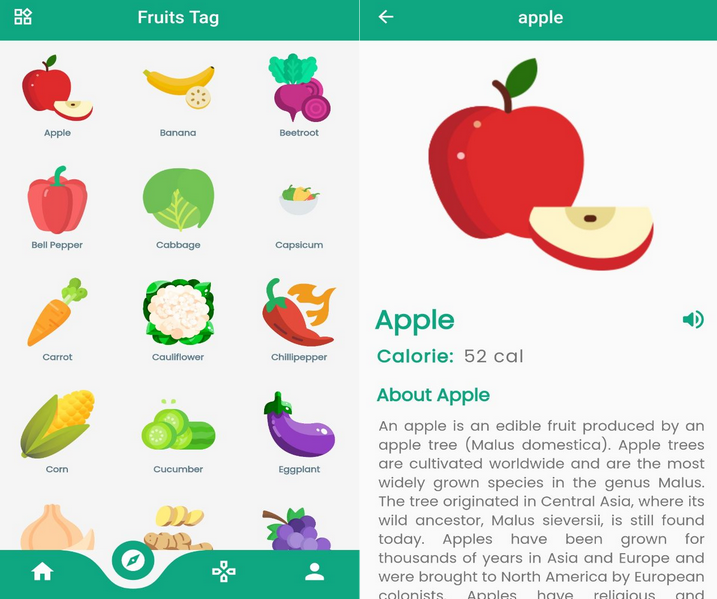 Fruits Tag
Apple
Banana
Beetroot
Bell Pepper
Cabbage
Capsicum
Carrot
Cauliflower
Chillipepper
Corn
Cucumber
Eggplant
apple
Apple
Calorie: 52 cal
About Apple
An apple is an edible fruit produced by an
apple tree (Malus domestica). Apple trees
are cultivated worldwide and are the most
widely grown species in the genus Malus.
The tree originated in Central Asia, where its
wild ancestor, Malus sieversii, is still found
today. Apples have been grown for
thousands of years in Asia and Europe and
were brought to North America by European
colonists. Apples have religious and